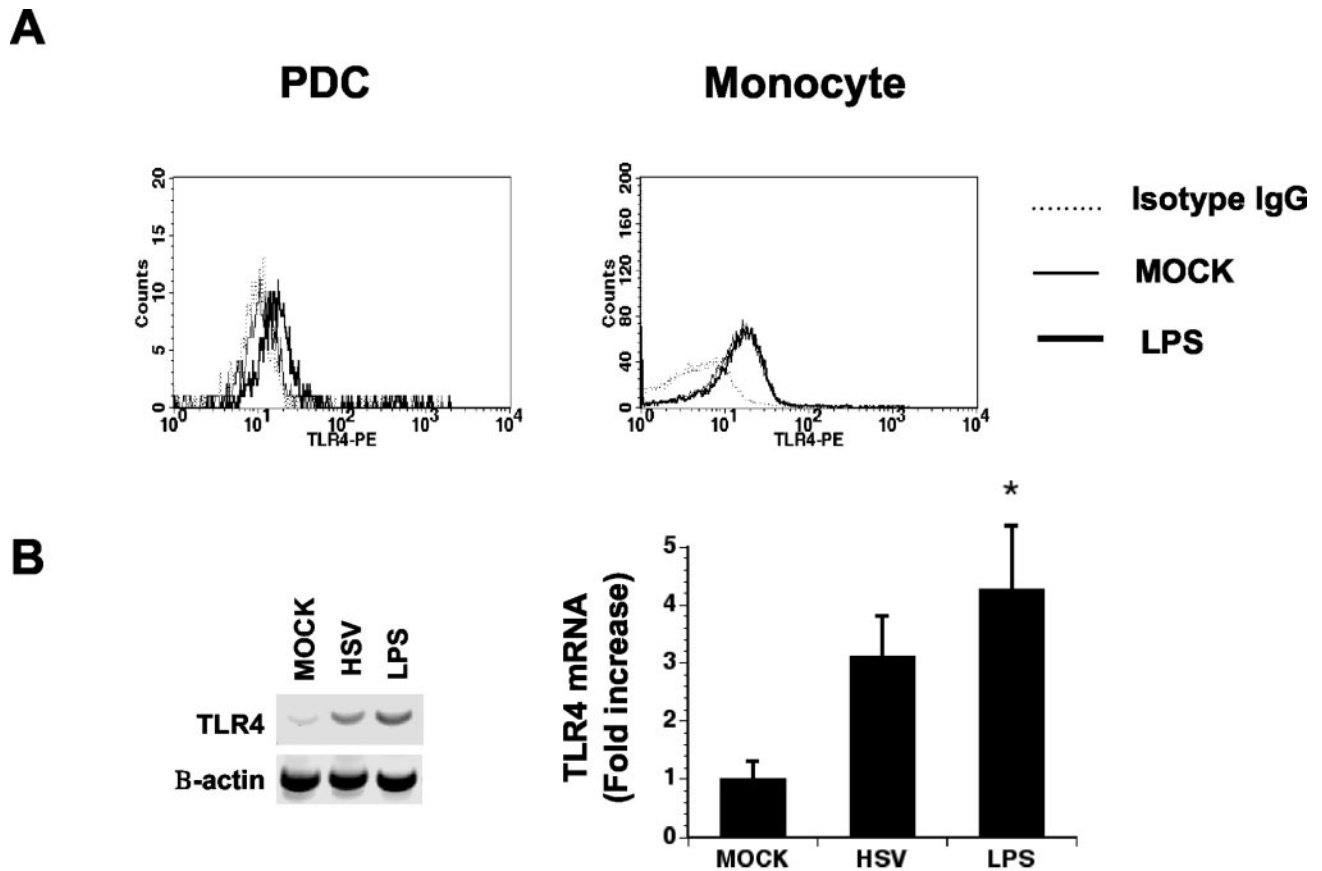 A
PDC
Monocyte
20
15
10
5
0
Counts
10^0
10^1
10^2
10^3
10^4
TLR4-PE
200
160
120
80
40
0
Counts
10^0
10^1
10^2
10^3
10^4
TLR4-PE
Isotype IgG
MOCK
LPS
B
MOCK
HSV
LPS
TLR4
B-actin
TLR4 mRNA
(Fold increase)
5
4
3
2
1
0
*
MOCK
HSV
LPS